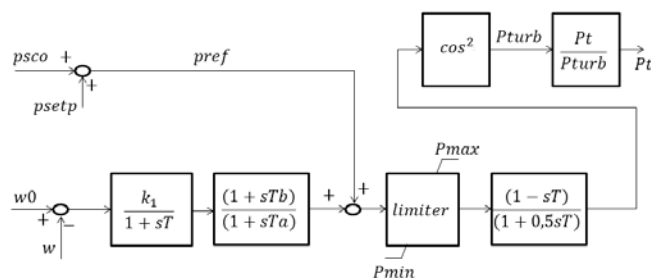 psco + pref
+
psetp
cos² Pturb Pt/Pturb Pt
Pmax
w0 + − k₁/(1 + sT) (1 + sTb)/(1 + sTa) + + limiter (1 − sT)/(1 + 0,5sT)
w
Pmin